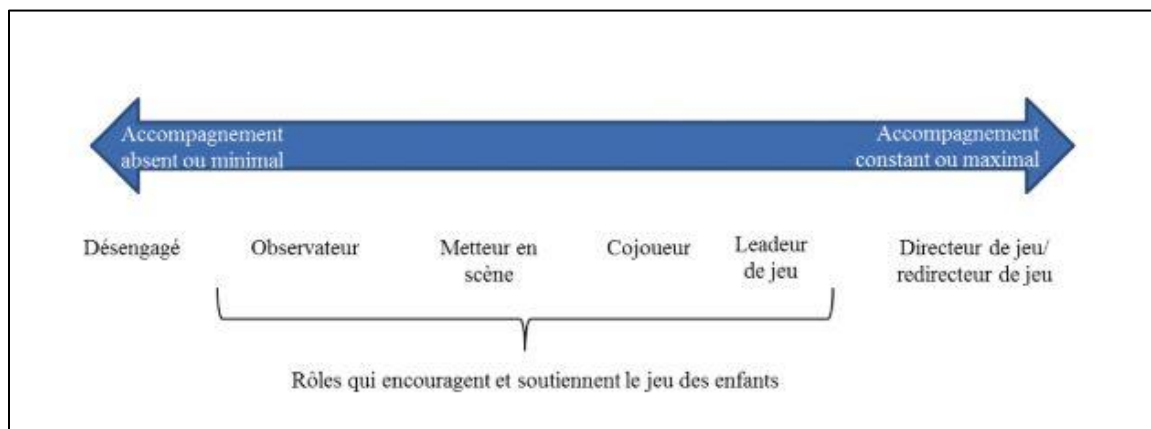 Accompagnement
absent ou minimal
Accompagnement
constant ou maximal
Désengagé
Observateur
Metteur en
scène
Cojoueur
Leadeur
de jeu
Directeur de jeu/
redirecteur de jeu
Rôles qui encouragent et soutiennent le jeu des enfants